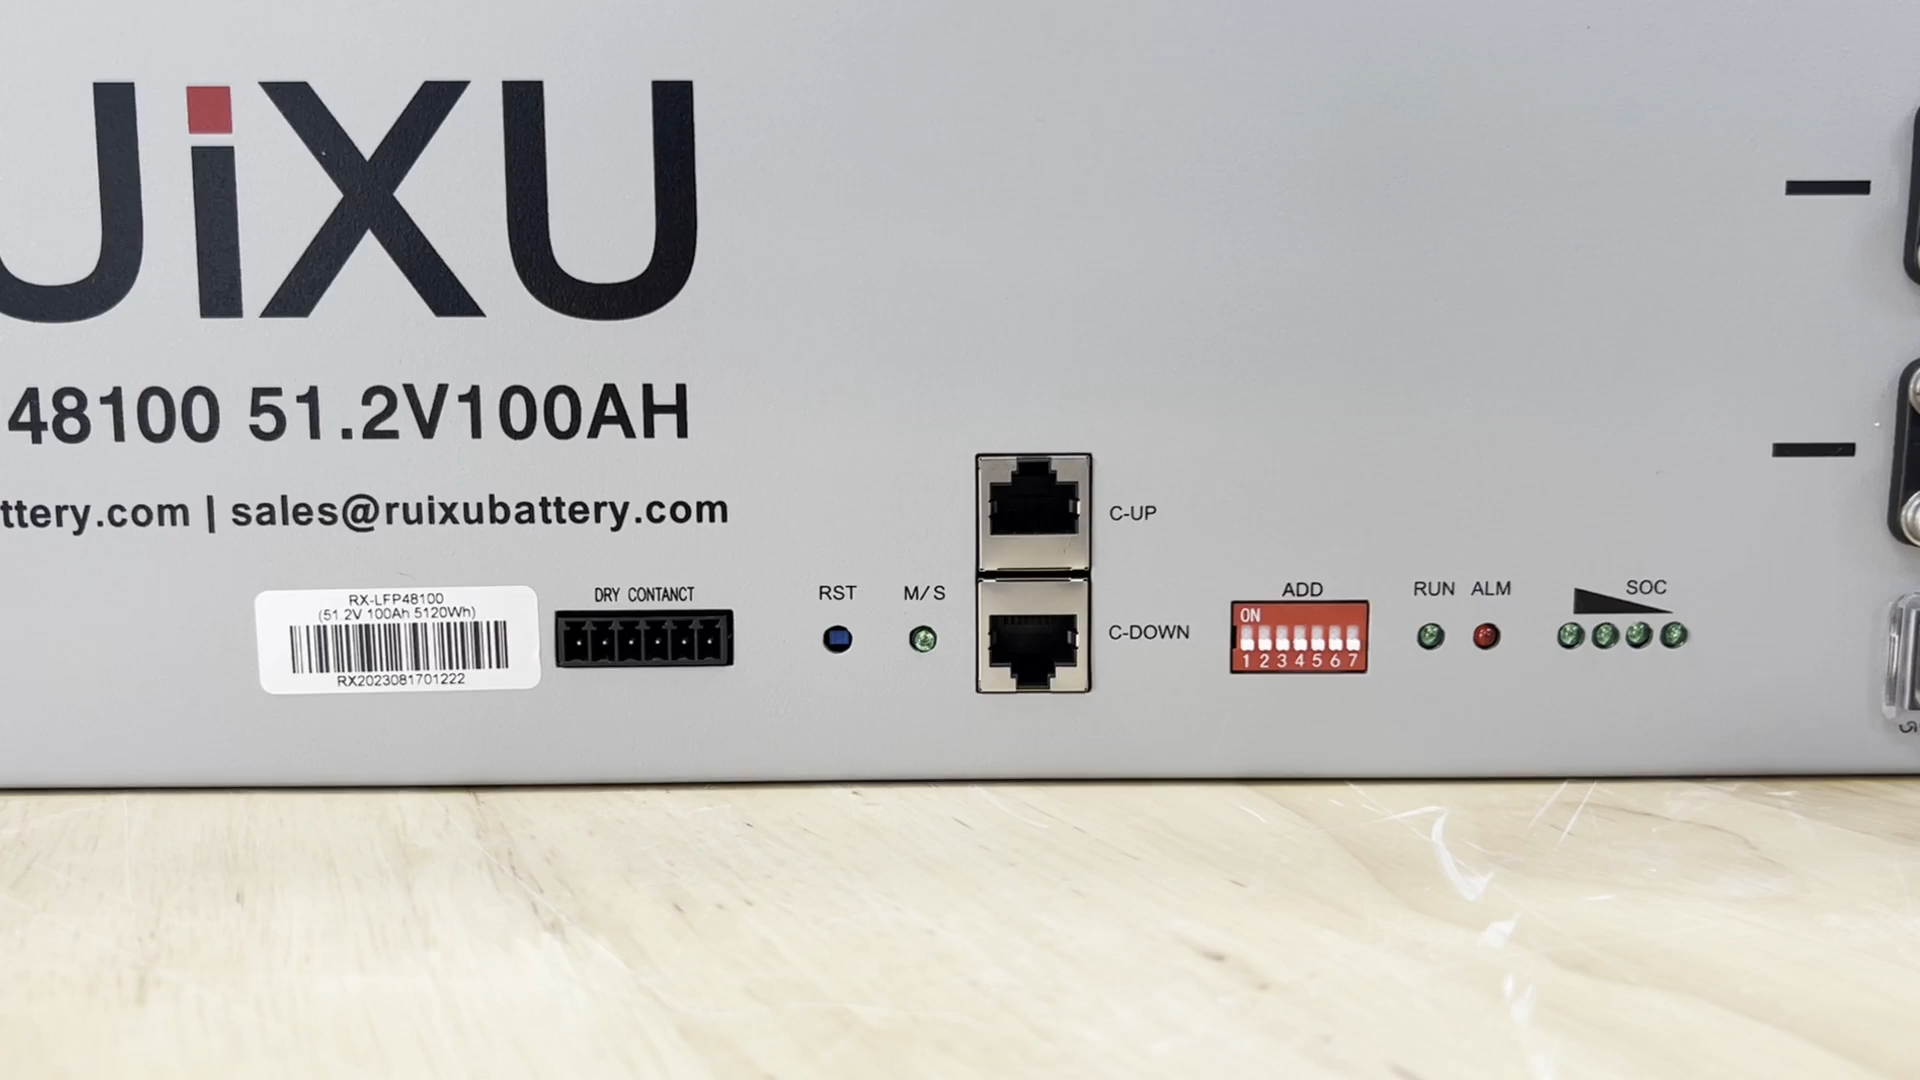 UiXU
48100 51.2V100AH
ttery.com | sales@ruixubattery.com
C-UP
RX-LFP48100
(51.2V 100Ah 5120Wh)
RX2023081701222
DRY CONTANCT
RST
M/S
C-DOWN
ADD
ON
1 2 3 4 5 6 7
RUN
ALM
SOC